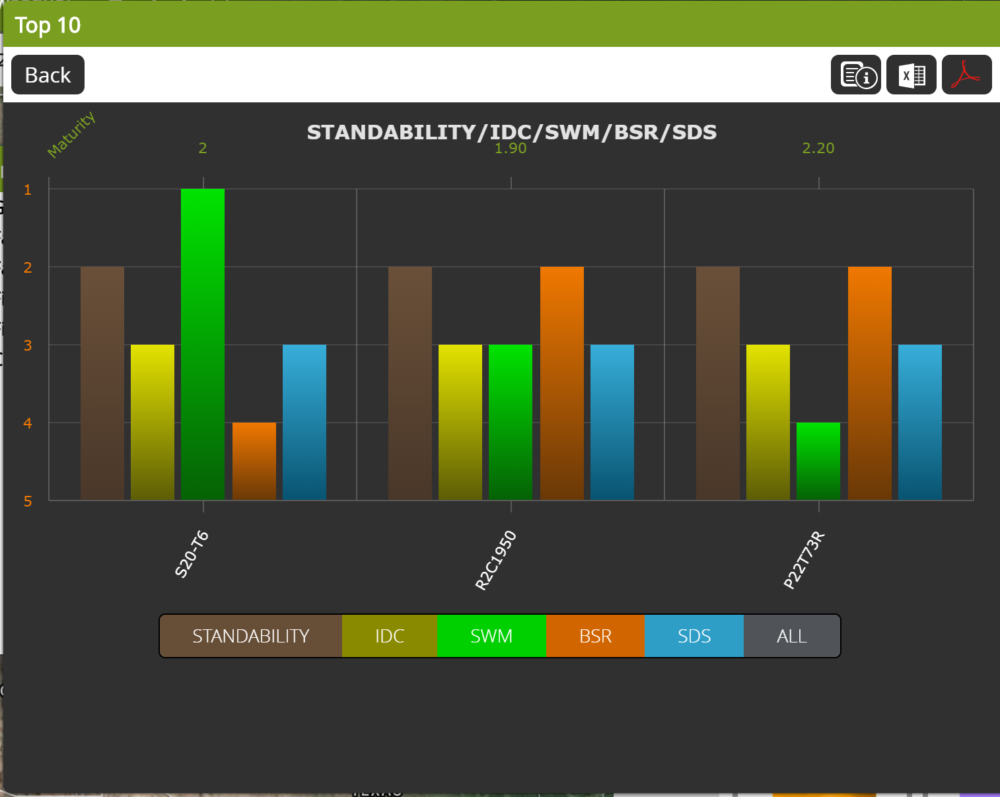 Top 10
Back
Maturity
STANDABILITY/IDC/SWM/BSR/SDS
2
1.90
2.20
1
2
3
4
5
S20-T6
R2C1950
P22T73R
STANDABILITY
IDC
SWM
BSR
SDS
ALL